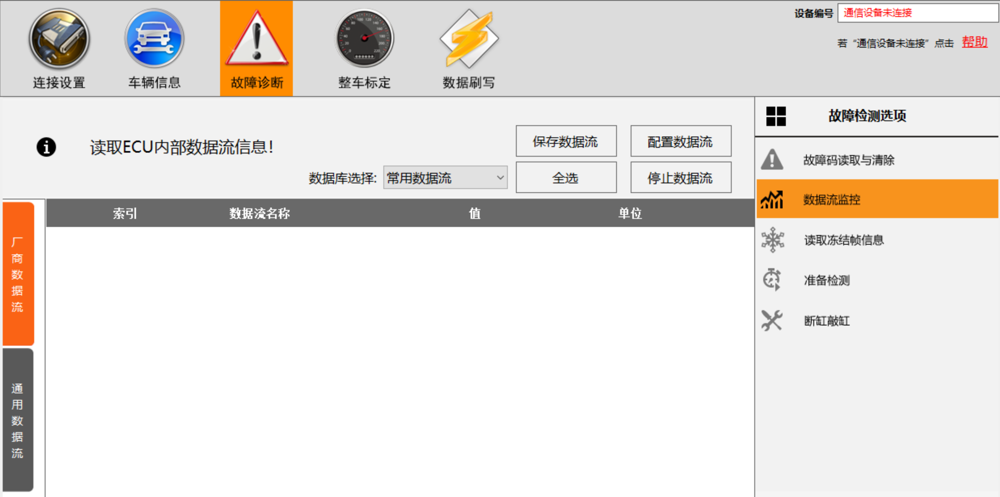 设备编号 通信设备未连接
若“通信设备未连接”点击 帮助
连接设置 车辆信息 故障诊断 整车标定 数据刷写
读取ECU内部数据流信息!
保存数据流 配置数据流
数据库选择: 常用数据流 全选 停止数据流
索引 数据流名称 值 单位
厂商数据流
通用数据流
故障检测选项
故障码读取与清除
数据流监控
读取冻结帧信息
准备检测
断缸敲缸